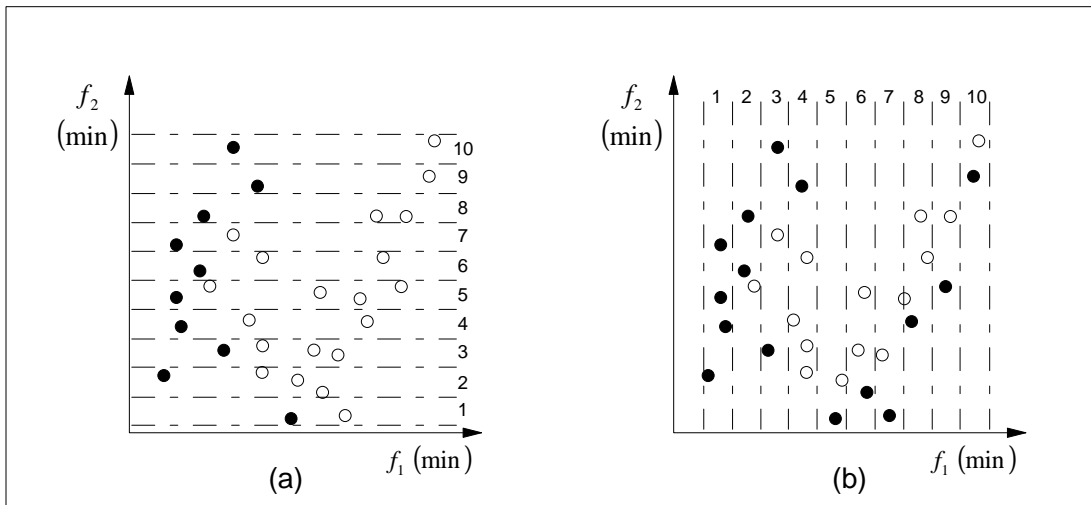 f₂
(min)
10
9
8
7
6
5
4
3
2
1
f₁ (min)
(a)
f₂
(min)
1 2 3 4 5 6 7 8 9 10
f₁ (min)
(b)